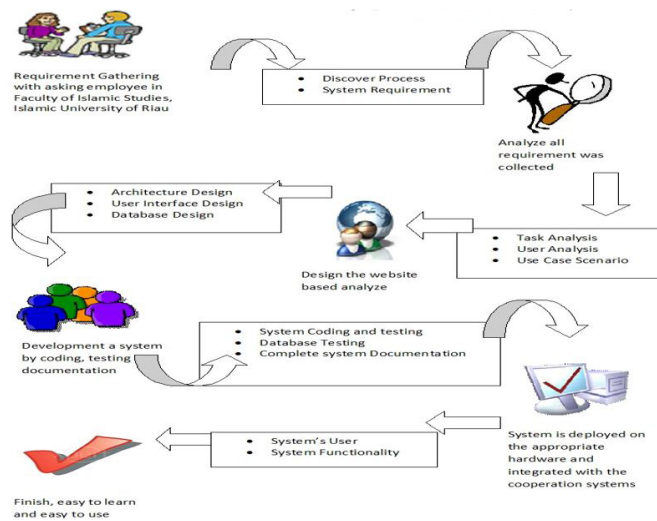 Requirement Gathering
with asking employee in
Faculty of Islamic Studies,
Islamic University of Riau
• Discover Process
• System Requirement
Analyze all
requirement was
collected
• Task Analysis
• User Analysis
• Use Case Scenario
Design the website
based analyze
• Architecture Design
• User Interface Design
• Database Design
Development a system
by coding, testing
documentation
• System Coding and testing
• Database Testing
• Complete system Documentation
System is deployed on
the appropriate
hardware and
integrated with the
cooperation systems
• System's User
• System Functionality
Finish, easy to learn
and easy to use